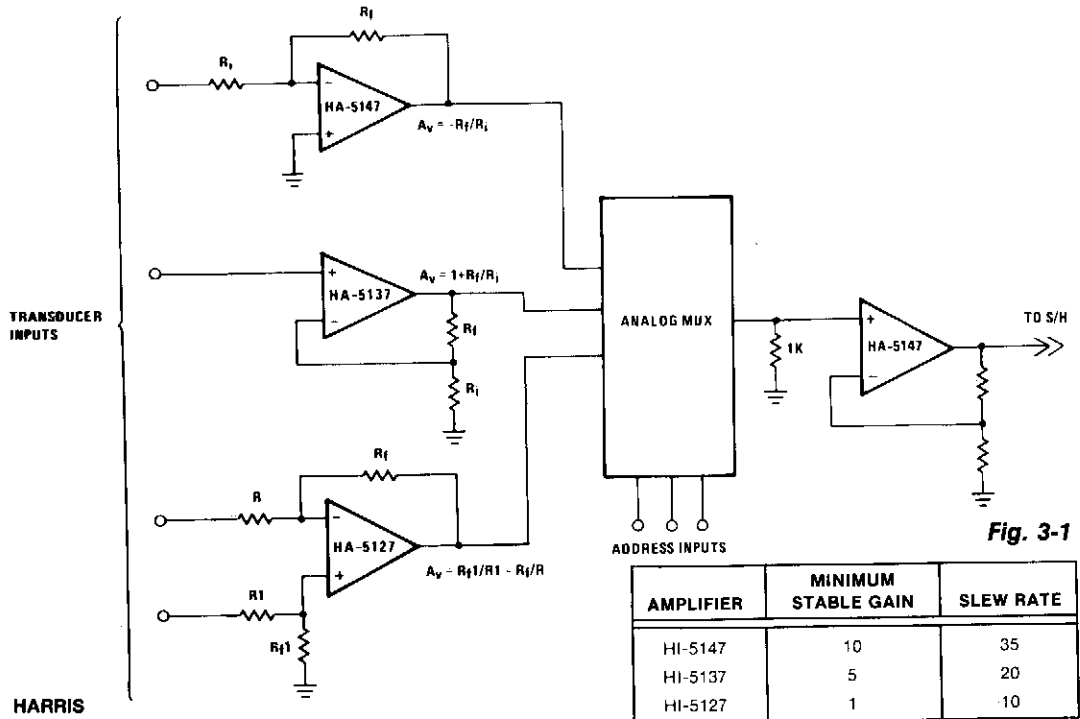 Rf
Ri
HA-5147
Av = -Rf/Ri
TRANSDUCER
INPUTS
HA-5137
Av = 1+Rf/Ri
Rf
Ri
ANALOG MUX
1K
HA-5147
TO S/H
Rf
R
HA-5127
Av = Rf1/R1 - Rf/R
R1
Rf1
ADDRESS INPUTS
Fig. 3-1
AMPLIFIER MINIMUM STABLE GAIN SLEW RATE
HI-5147 10 35
HI-5137 5 20
HI-5127 1 10
HARRIS